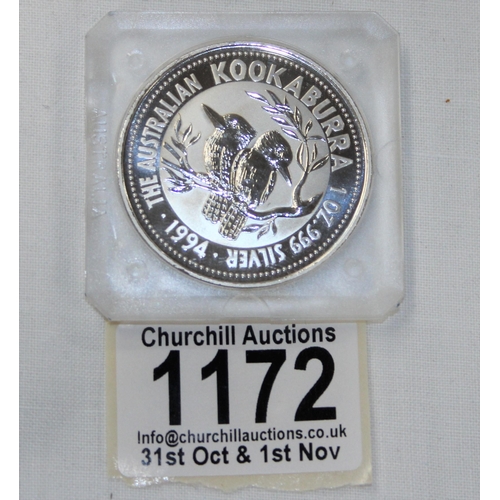 THE AUSTRALIAN KOOKABURRA 1 OZ. 999 SILVER · 1994 ·
Churchill Auctions
1172
Info@churchillauctions.co.uk
31st Oct & 1st Nov